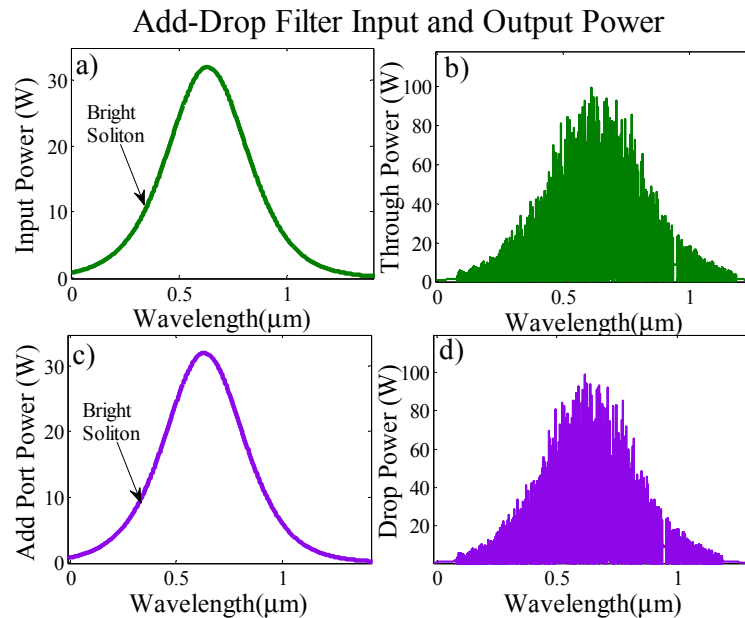 Add-Drop Filter Input and Output Power
a)
Input Power (W)
30
20
10
0
Bright
Soliton
0
0.5
1
Wavelength(μm)
b)
Through Power (W)
100
80
60
40
20
0
0
0.5
1
Wavelength(μm)
c)
Add Port Power (W)
30
20
10
0
Bright
Soliton
0
0.5
1
Wavelength(μm)
d)
Drop Power (W)
100
80
60
40
20
0
0.5
1
Wavelength(μm)